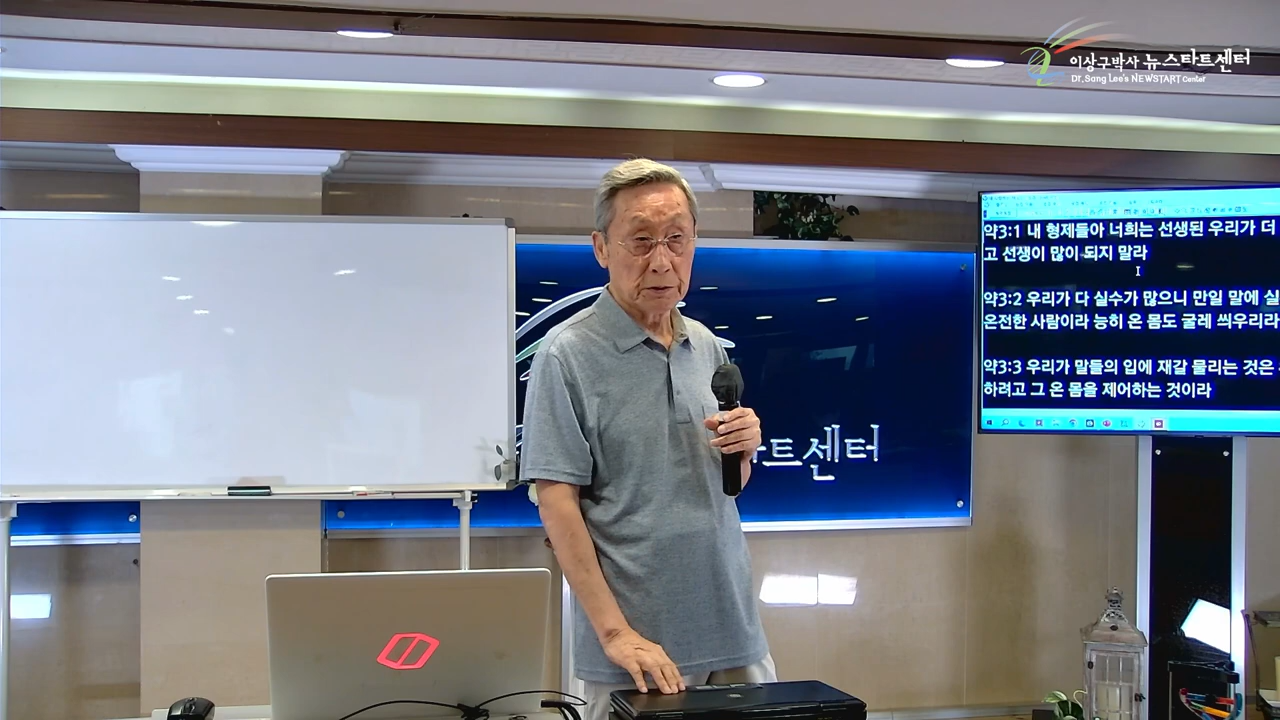 이상구박사 뉴스타트센터
Dr. Sang Lee's NEWSTART Center
약3:1 내 형제들아 너희는 선생된 우리가 더
고 선생이 많이 되지 말라
약3:2 우리가 다 실수가 많으니 만일 말에 실
온전한 사람이라 능히 온 몸도 굴레 씌우리라
약3:3 우리가 말들의 입에 재갈 물리는 것은
하려고 그 온 몸을 제어하는 것이라
트센터